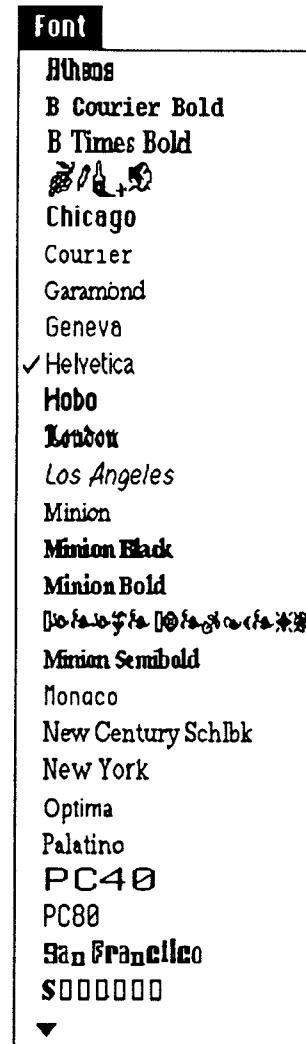 Font
Athens
B Courier Bold
B Times Bold
Chicago
Courier
Garamond
Geneva
Helvetica
Hobo
London
Los Angeles
Minion
Minion Black
Minion Bold
Minion Semibold
Monaco
New Century Schlbk
New York
Optima
Palatino
PC40
PC80
San Francisco
S